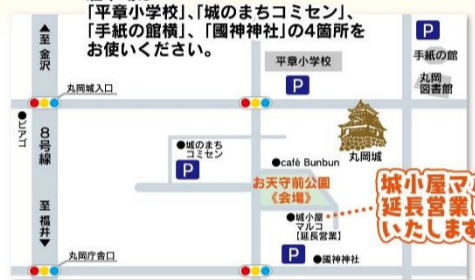 「平章小学校」、「城のまちコミセン」、
「手紙の館横」、「國神神社」の4箇所を
お使いください。
▲至金沢
平章小学校
P
P
手紙の館
丸岡図書館
丸岡城入口
●ピアゴ
8号線
●城のまちコミセン
P
丸岡城
●café Bunbun
お天守前公園
《会場》
城小屋マ
延長営業
いたします
●城小屋
マルコ
【延長営業】
至福井▼
丸岡庁舎口
P
●國神神社